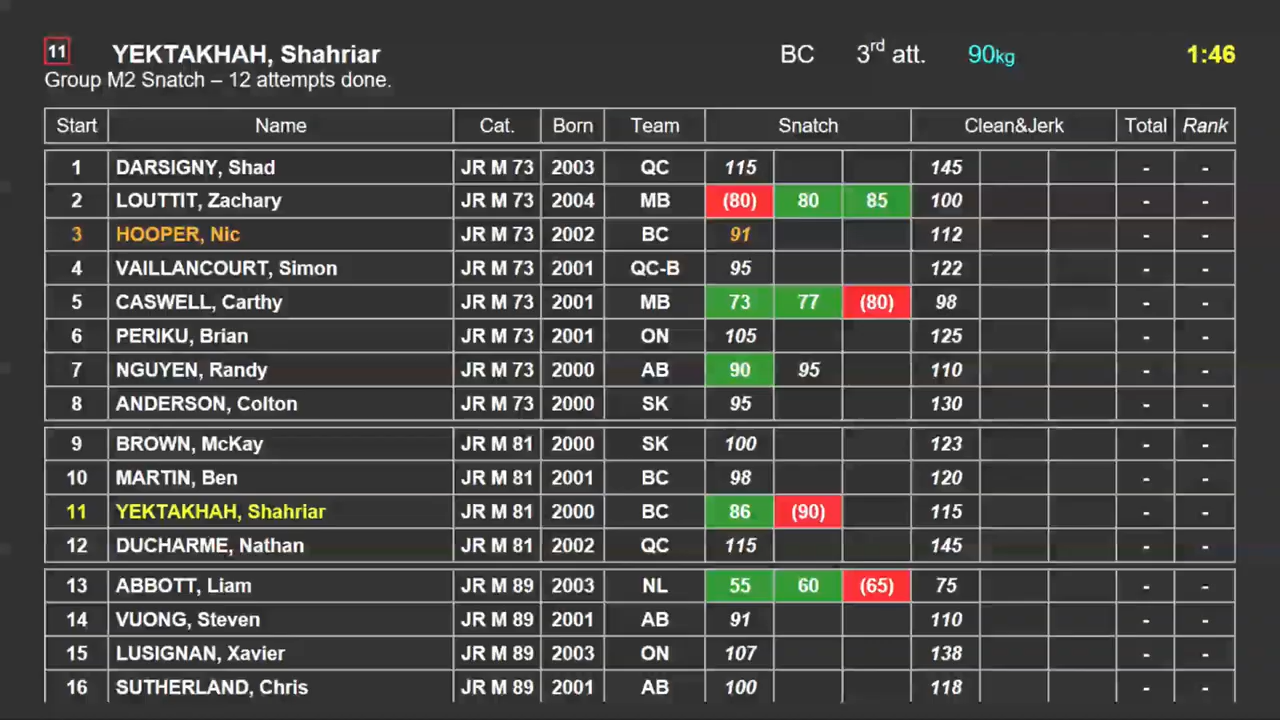 11 YEKTAKHAH, Shahriar BC 3rd att. 90kg 1:46
Group M2 Snatch – 12 attempts done.
Start Name Cat. Born Team Snatch Clean&Jerk Total Rank
1 DARSIGNY, Shad JR M 73 2003 QC 115 145 - -
2 LOUTTIT, Zachary JR M 73 2004 MB (80) 80 85 100 - -
3 HOOPER, Nic JR M 73 2002 BC 91 112 - -
4 VAILLANCOURT, Simon JR M 73 2001 QC-B 95 122 - -
5 CASWELL, Carthy JR M 73 2001 MB 73 77 (80) 98 - -
6 PERIKU, Brian JR M 73 2001 ON 105 125 - -
7 NGUYEN, Randy JR M 73 2000 AB 90 95 110 - -
8 ANDERSON, Colton JR M 73 2000 SK 95 130 - -
9 BROWN, McKay JR M 81 2000 SK 100 123 - -
10 MARTIN, Ben JR M 81 2001 BC 98 120 - -
11 YEKTAKHAH, Shahriar JR M 81 2000 BC 86 (90) 115 - -
12 DUCHARME, Nathan JR M 81 2002 QC 115 145 - -
13 ABBOTT, Liam JR M 89 2003 NL 55 60 (65) 75 - -
14 VUONG, Steven JR M 89 2001 AB 91 110 - -
15 LUSIGNAN, Xavier JR M 89 2003 ON 107 138 - -
16 SUTHERLAND, Chris JR M 89 2001 AB 100 118 - -